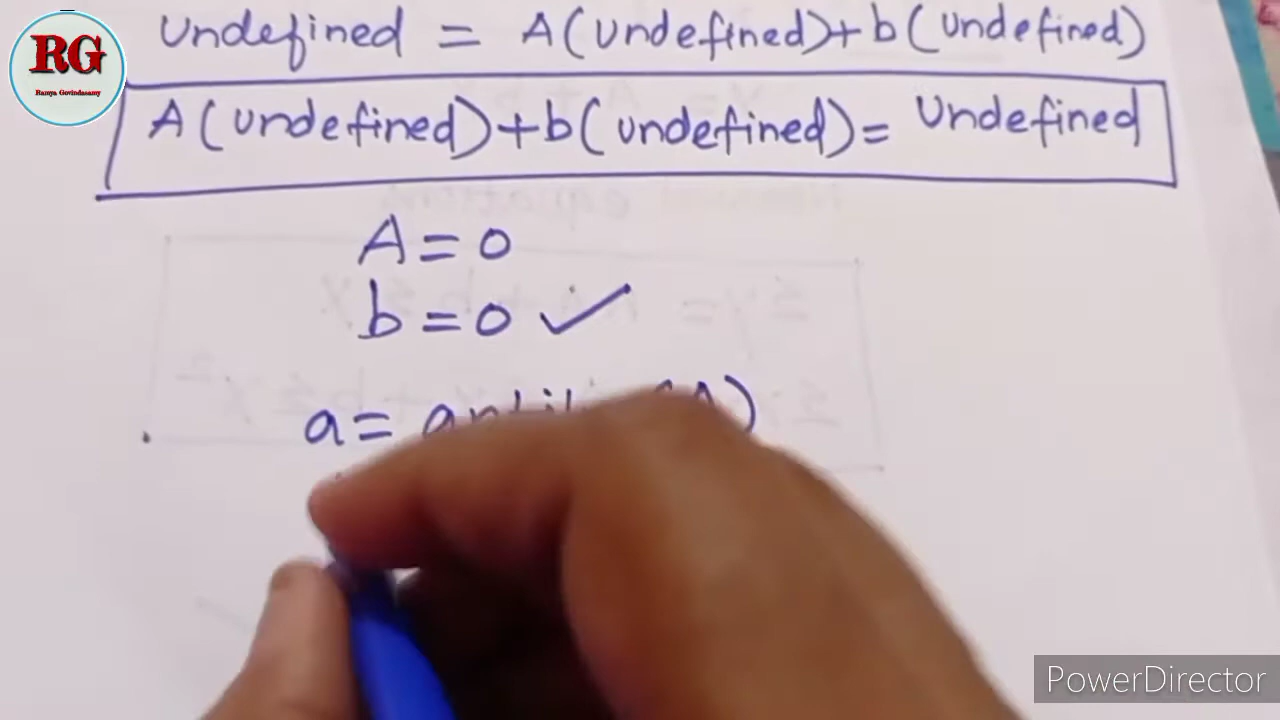 RG
Ramya Govindasamy
Undefined = A(undefined)+b(undefined)
A(undefined)+b(undefined)= Undefined
A=0
b=0 ✓
a=
PowerDirector